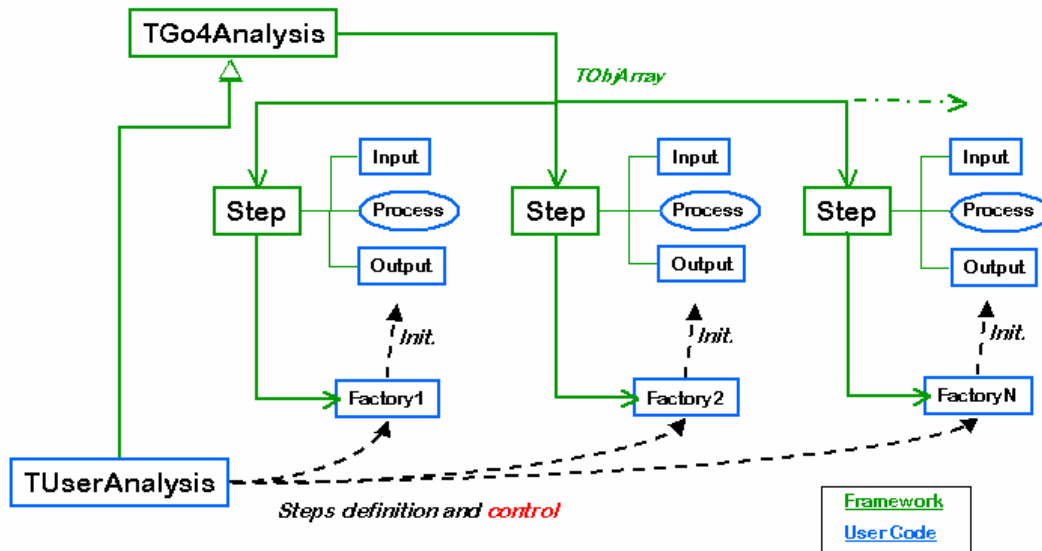 TGo4Analysis
TObjArray
Input
Input
Input
Step
Process
Step
Process
Step
Process
Output
Output
Output
Init.
Init.
Init.
Factory1
Factory2
FactoryN
TUserAnalysis
Steps definition and control
Framework
User Code